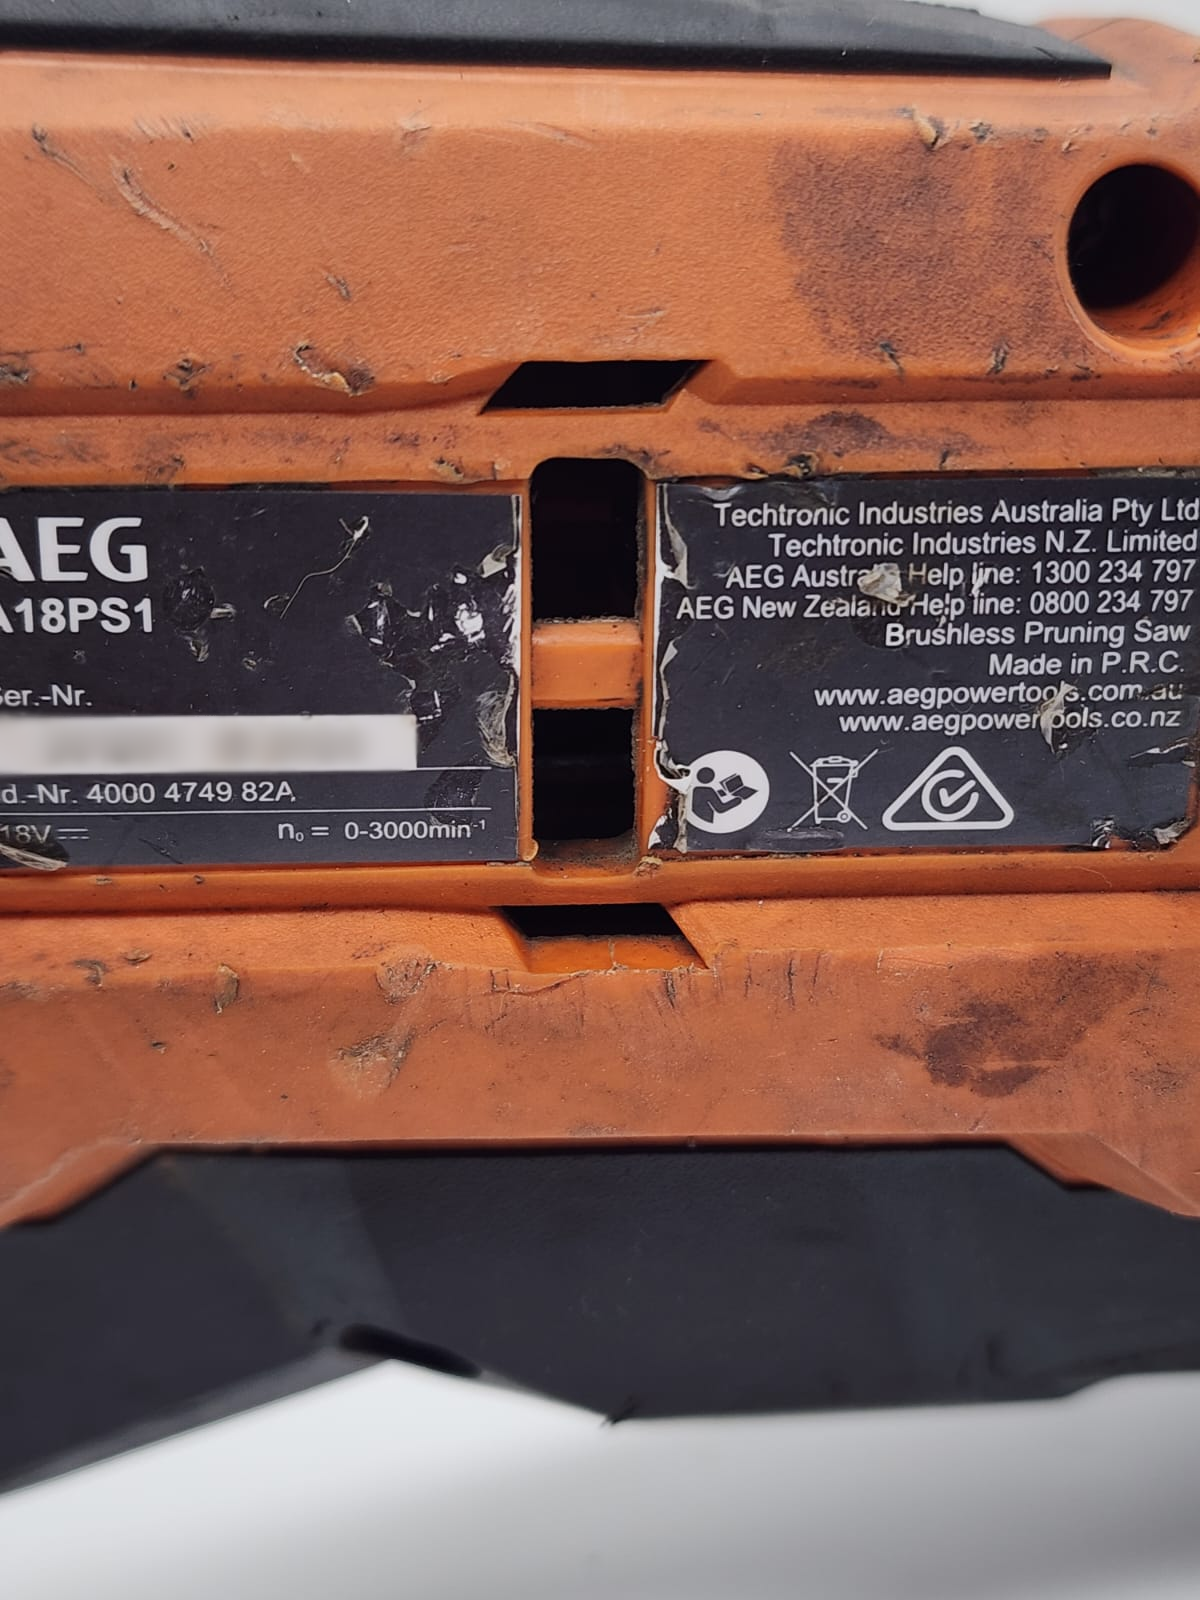 AEG
A18PS1
Ser.-Nr.
d.-Nr. 4000 4749 82A
18V
n₀ = 0-3000min⁻¹
Techtronic Industries Australia Pty Ltd
Techtronic Industries N.Z. Limited
AEG Australia Help line: 1300 234 797
AEG New Zealand Help line: 0800 234 797
Brushless Pruning Saw
Made in P.R.C.
www.aegpowertools.com.au
www.aegpowertools.co.nz